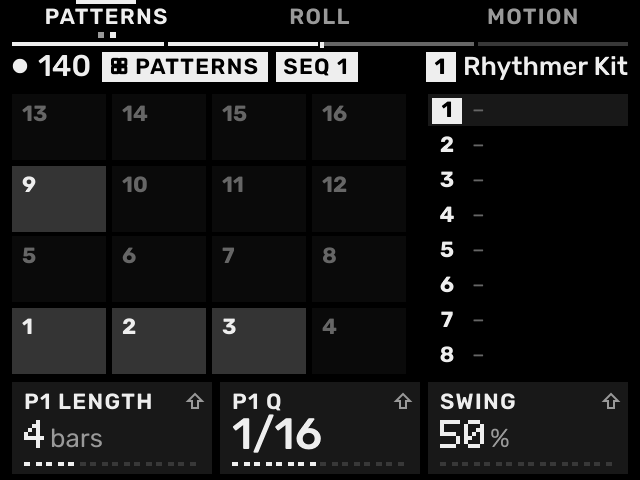 PATTERNS ROLL MOTION
140 PATTERNS SEQ 1 1 Rhythmer Kit
13 14 15 16
9 10 11 12
5 6 7 8
1 2 3 4
1 –
2 –
3 –
4 –
5 –
6 –
7 –
8 –
P1 LENGTH
4 bars
P1 Q
1/16
SWING
50 %